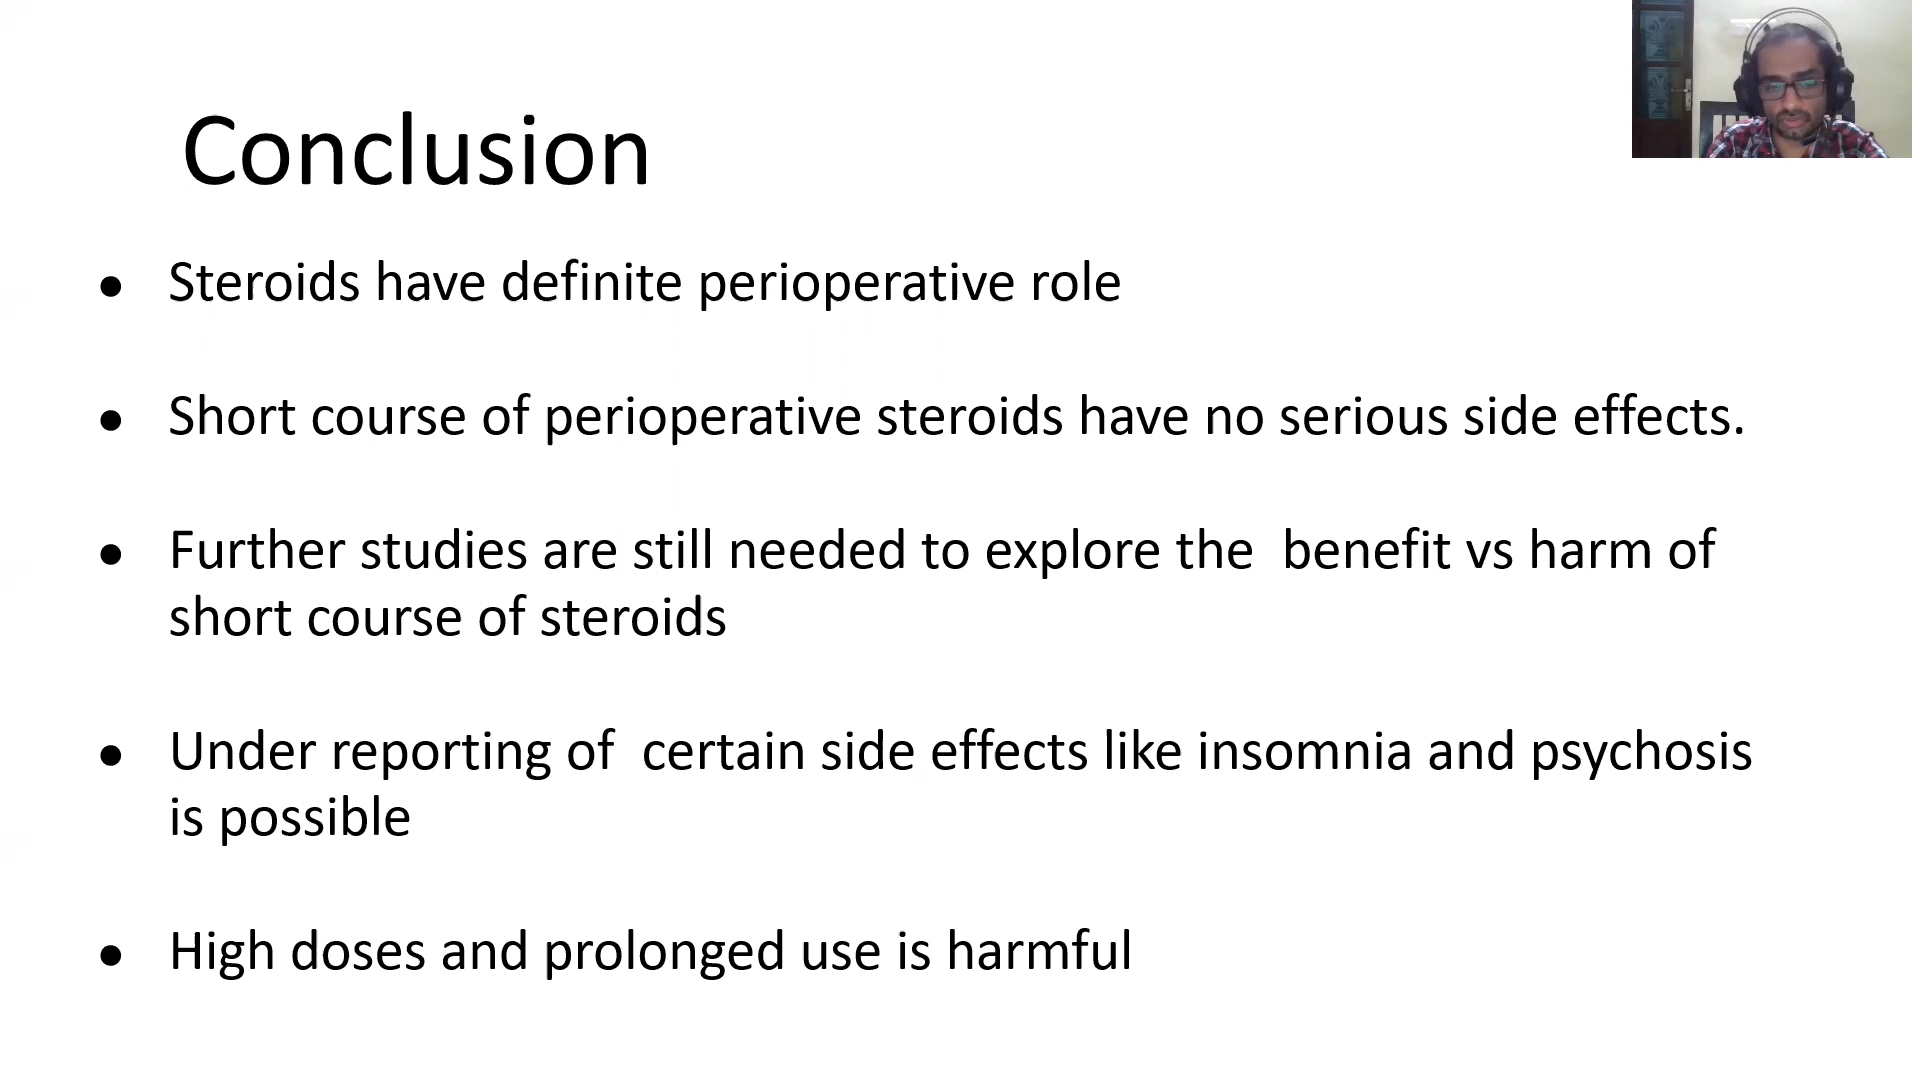 Conclusion
● Steroids have definite perioperative role
● Short course of perioperative steroids have no serious side effects.
● Further studies are still needed to explore the  benefit vs harm of
short course of steroids
● Under reporting of  certain side effects like insomnia and psychosis
is possible
● High doses and prolonged use is harmful